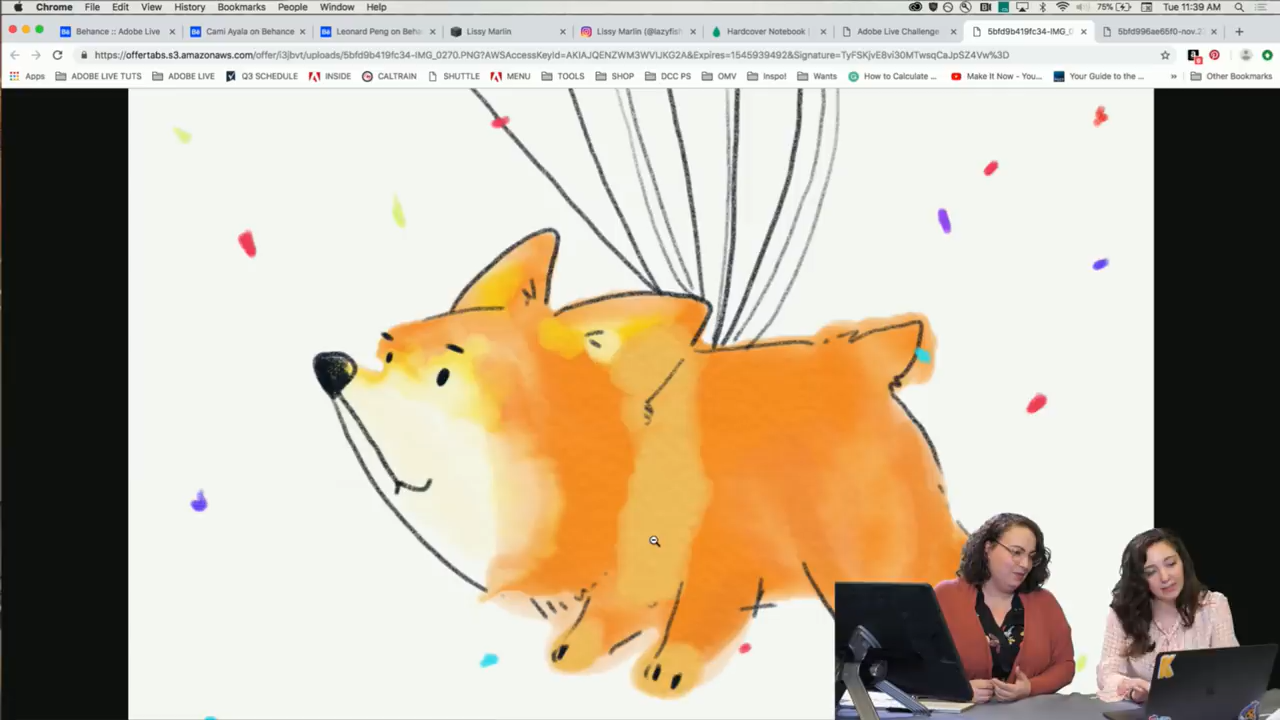 Chrome File Edit View History Bookmarks People Window Help 75% Tue 11:39 AM
Behance :: Adobe Live Cami Ayala on Behance Leonard Peng on Beh Lissy Marlin Lissy Marlin (@lazyfish Hardcover Notebook Adobe Live Challenge 5bfd9b419fc34-IMG_0 5bfd996ae65f0-nov.2
https://offertabs.s3.amazonaws.com/offer/i3jbvt/uploads/5bfd9b419fc34-IMG_0270.PNG?AWSAccessKeyId=AKIAJQENZWM3WVIJKG2A&Expires=1545939492&Signature=TyFSKjvE8vi30MTwsqCaJpSZ4Vw%3D
Apps ADOBE LIVE TUTS ADOBE LIVE Q3 SCHEDULE INSIDE CALTRAIN SHUTTLE MENU TOOLS SHOP DCC PS OMV Inspo! Wants How to Calculate ... Make It Now - You... Your Guide to the ... » Other Bookmarks